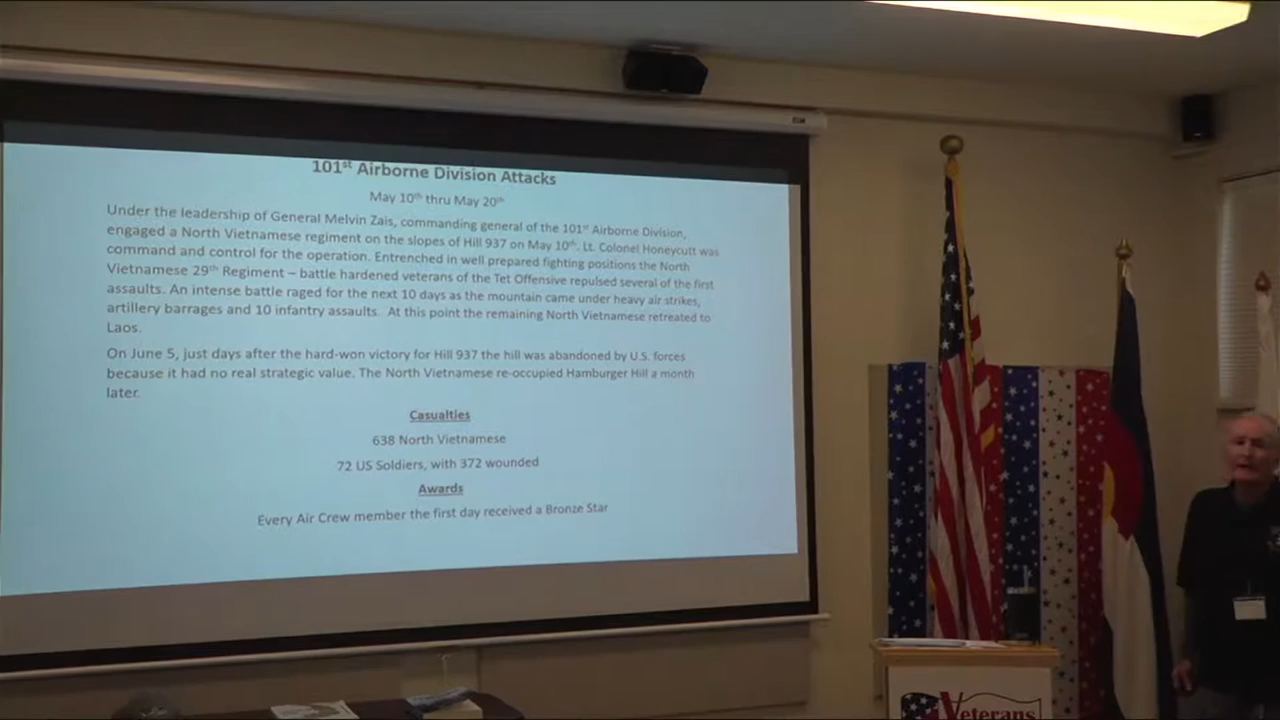 101st Airborne Division Attacks
May 10th thru May 20th
Under the leadership of General Melvin Zais, commanding general of the 101st Airborne Division,
engaged a North Vietnamese regiment on the slopes of Hill 937 on May 10th. Lt. Colonel Honeycutt was
command and control for the operation. Entrenched in well prepared fighting positions the North
Vietnamese 29th Regiment – battle hardened veterans of the Tet Offensive repulsed several of the first
assaults. An intense battle raged for the next 10 days as the mountain came under heavy air strikes,
artillery barrages and 10 infantry assaults. At this point the remaining North Vietnamese retreated to
Laos.
On June 5, just days after the hard-won victory for Hill 937 the hill was abandoned by U.S. forces
because it had no real strategic value. The North Vietnamese re-occupied Hamburger Hill a month
later.
Casualties
638 North Vietnamese
72 US Soldiers, with 372 wounded
Awards
Every Air Crew member the first day received a Bronze Star
Veterans